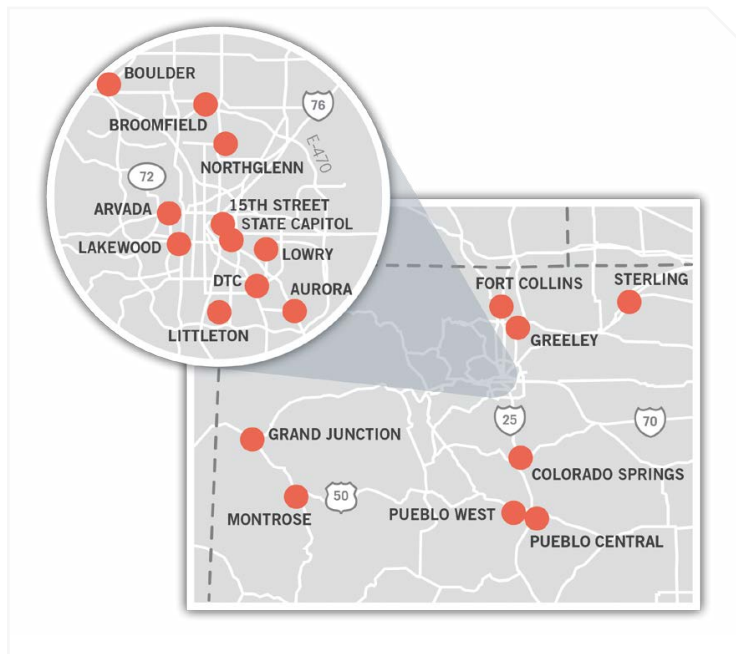 BOULDER
76
BROOMFIELD
E-470
NORTHGLENN
72
15TH STREET
ARVADA
STATE CAPITOL
LAKEWOOD
LOWRY
DTC
AURORA
LITTLETON
FORT COLLINS
STERLING
GREELEY
25
70
GRAND JUNCTION
COLORADO SPRINGS
50
MONTROSE
PUEBLO WEST
PUEBLO CENTRAL